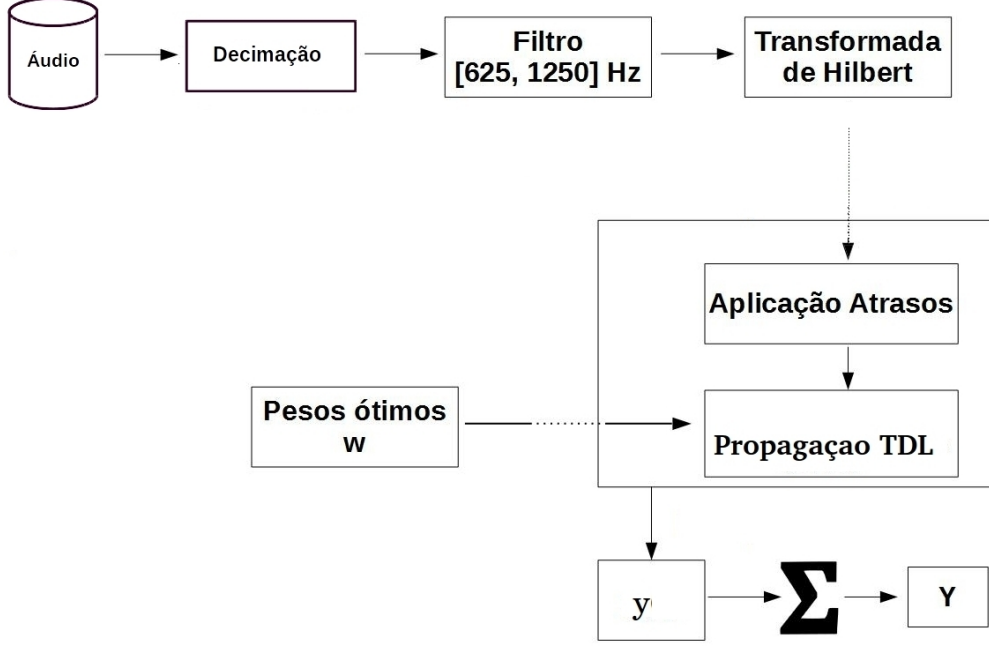 Áudio
Decimação
Filtro
[625, 1250] Hz
Transformada
de Hilbert
Aplicação Atrasos
Pesos ótimos
w
Propagaçao TDL
y
Σ
Y